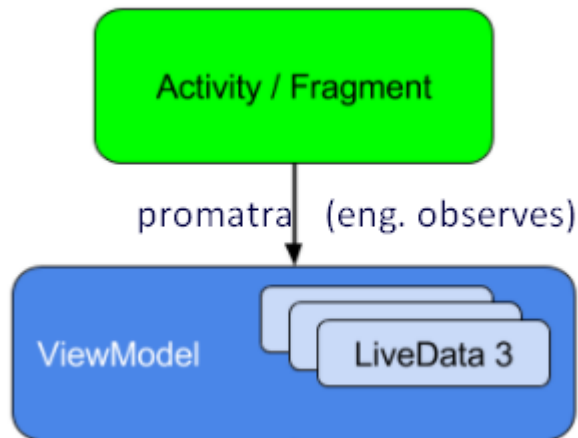 Activity / Fragment
promatra (eng. observes)
ViewModel
LiveData 3